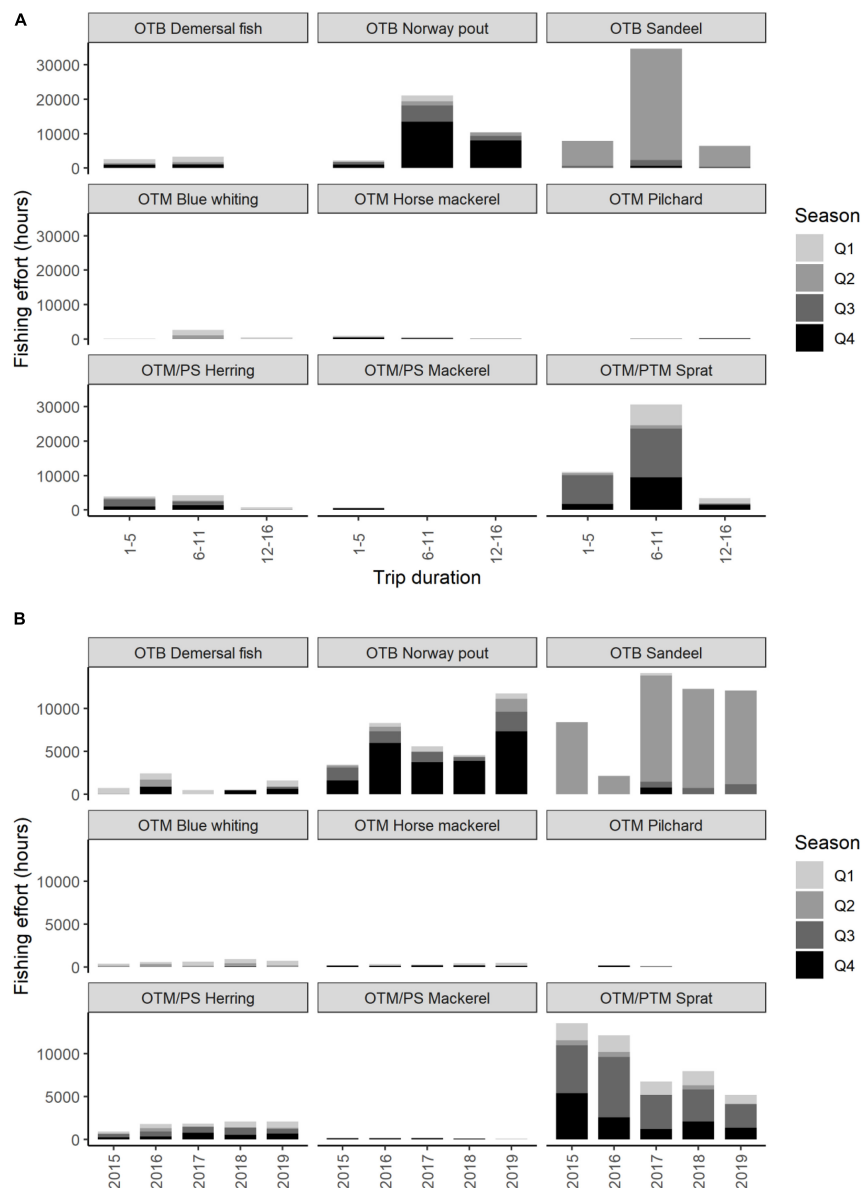 A
OTB Demersal fish
OTB Norway pout
OTB Sandeel
30000
20000
10000
0
OTM Blue whiting
OTM Horse mackerel
OTM Pilchard
30000
20000
10000
0
OTM/PS Herring
OTM/PS Mackerel
OTM/PTM Sprat
30000
20000
10000
0
Fishing effort (hours)
1-5
6-11
12-16
1-5
6-11
12-16
1-5
6-11
12-16
Trip duration
Season
Q1
Q2
Q3
Q4
B
OTB Demersal fish
OTB Norway pout
OTB Sandeel
10000
5000
0
OTM Blue whiting
OTM Horse mackerel
OTM Pilchard
10000
5000
0
OTM/PS Herring
OTM/PS Mackerel
OTM/PTM Sprat
10000
5000
0
Fishing effort (hours)
2015
2016
2017
2018
2019
2015
2016
2017
2018
2019
2015
2016
2017
2018
2019
Season
Q1
Q2
Q3
Q4